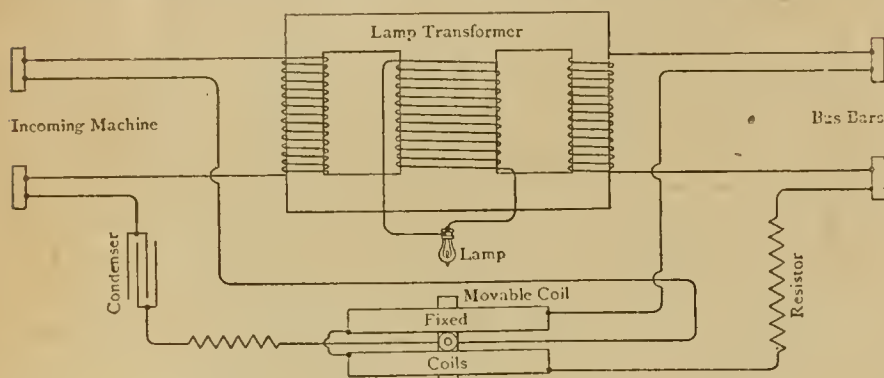 Lamp Transformer
Incoming Machine
Bus Bars
Lamp
Condenser
Resistor
Movable Coil
Fixed
Coils